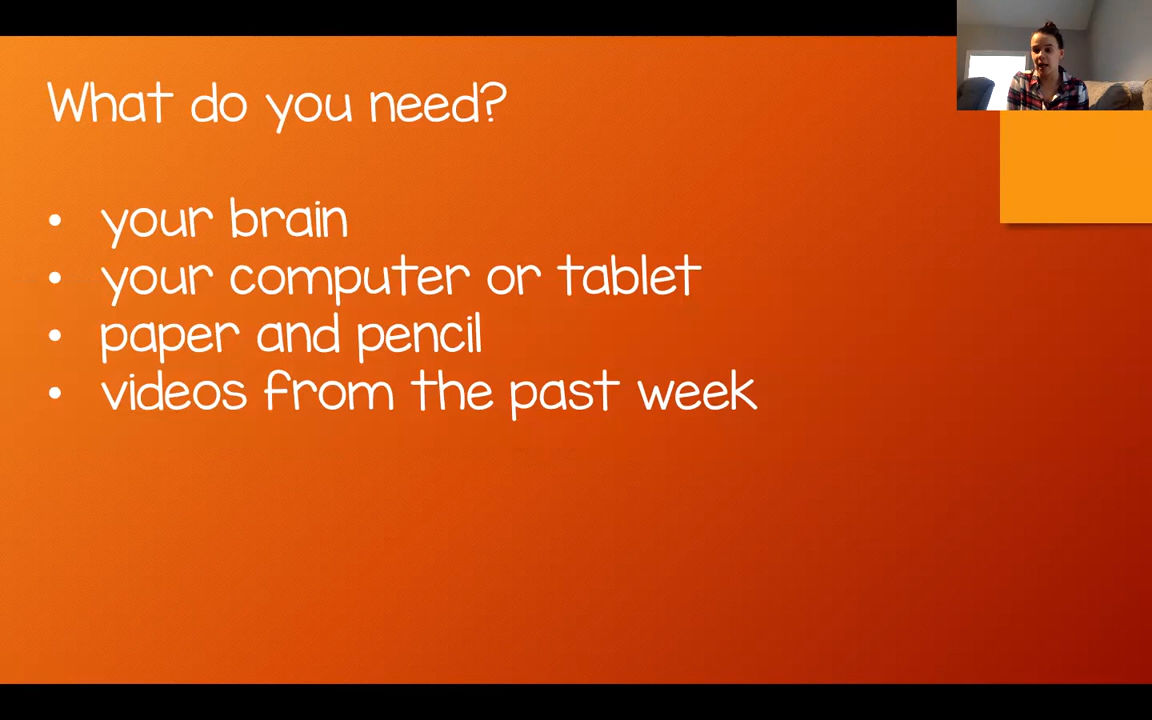 What do you need?
• your brain
• your computer or tablet
• paper and pencil
• videos from the past week